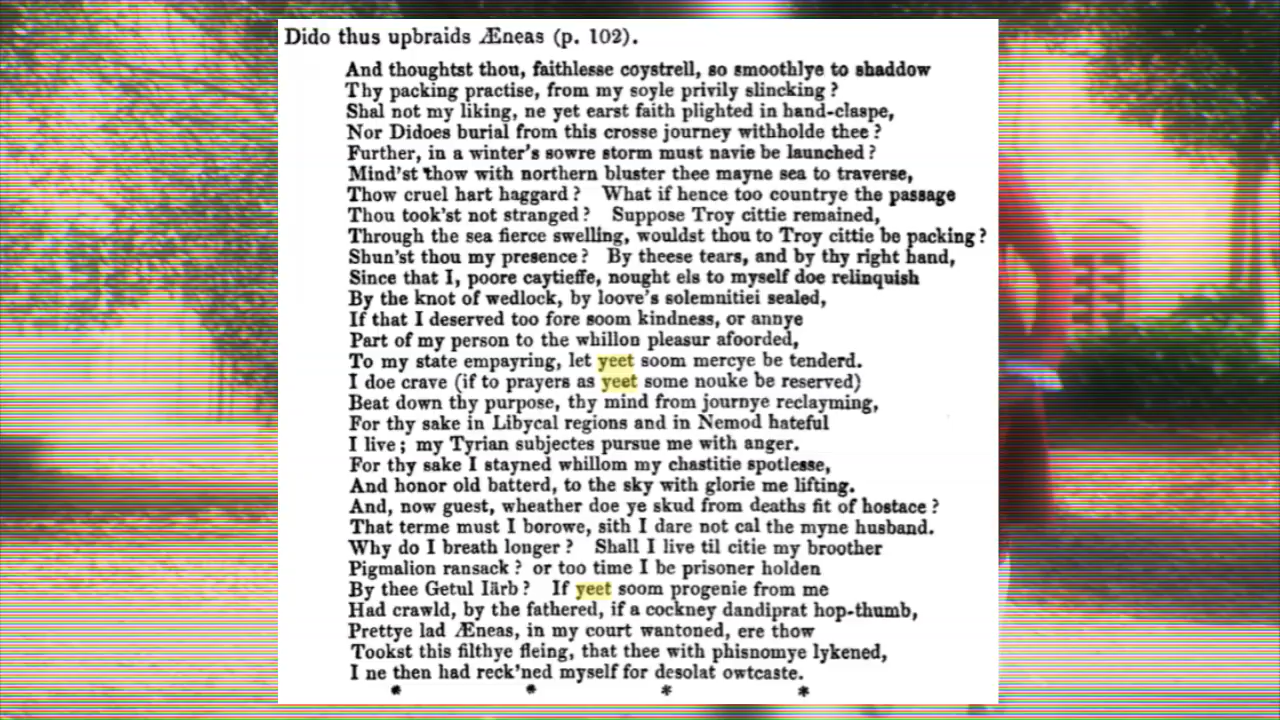 Dido thus upbraids Æneas (p. 102).
And thoughtst thou, faithlesse coystrell, so smoothlye to shaddow
Thy packing practise, from my soyle privily slincking?
Shal not my liking, ne yet earst faith plighted in hand-claspe,
Nor Didoes burial from this crosse journey withholde thee?
Further, in a winter's sowre storm must navie be launched?
Mind'st thow with northern bluster thee mayne sea to traverse,
Thow cruel hart haggard? What if hence too countrye the passage
Thou took'st not stranged? Suppose Troy cittie remained,
Through the sea fierce swelling, wouldst thou to Troy cittie be packing?
Shun'st thou my presence? By theese tears, and by thy right hand,
Since that I, poore caytieffe, nought els to myself doe relinquish
By the knot of wedlock, by loove's solemnitiei sealed,
If that I deserved too fore soom kindness, or annye
Part of my person to the whillon pleasur afoorded,
To my state empayring, let yeet soom mercye be tenderd.
I doe crave (if to prayers as yeet some nouke be reserved)
Beat down thy purpose, thy mind from journye reclayming,
For thy sake in Libycal regions and in Nemod hateful
I live; my Tyrian subjectes pursue me with anger.
For thy sake I stayned whillom my chastitie spotlesse,
And honor old batterd, to the sky with glorie me lifting.
And, now guest, wheather doe ye skud from deaths fit of hostace?
That terme must I borowe, sith I dare not cal the myne husband.
Why do I breath longer? Shall I live til citie my broother
Pigmalion ransack? or too time I be prisoner holden
By thee Getul Iärb? If yeet soom progenie from me
Had crawld, by the fathered, if a cockney dandiprat hop-thumb,
Prettye lad Æneas, in my court wantoned, ere thow
Tookst this filthye fleing, that thee with phisnomye lykened,
I ne then had reck'ned myself for desolat owtcaste.
* * * *